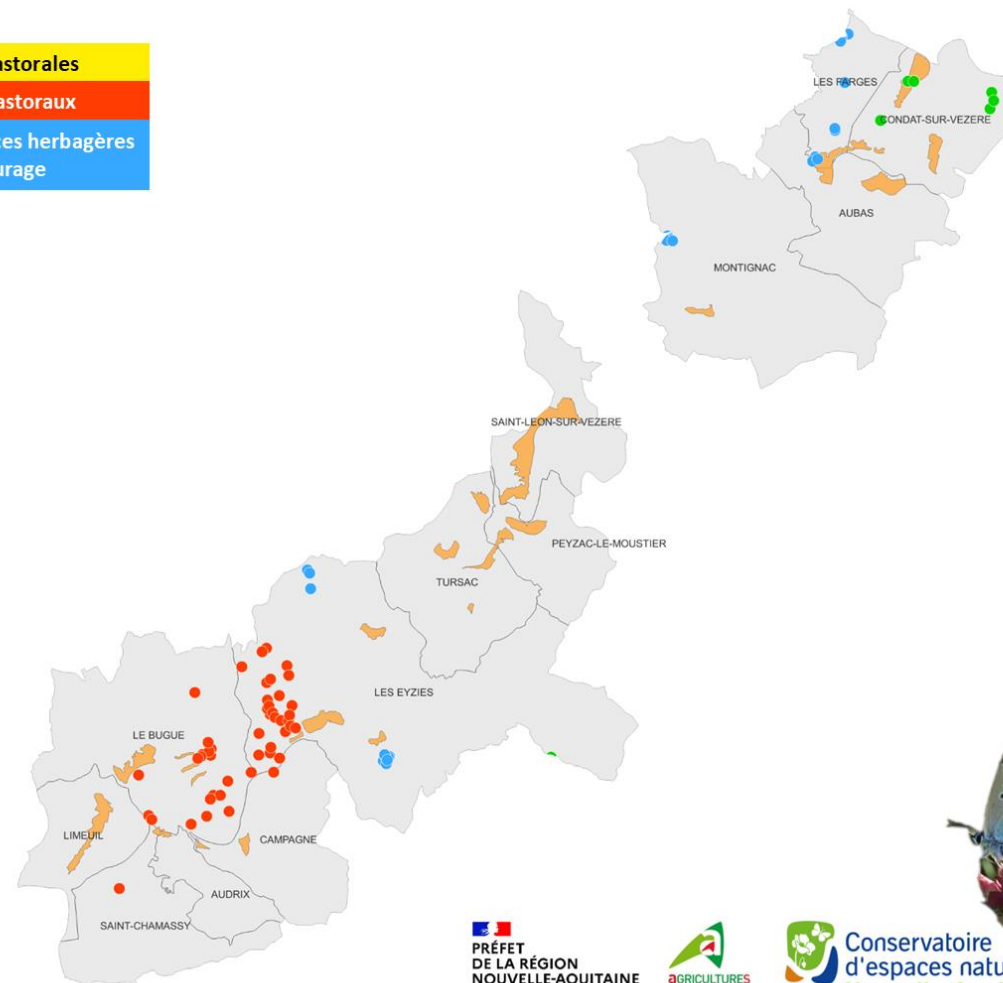 astorales
astoraux
ces herbagères
urage
LES FARGES
CONDAT-SUR-VEZERE
AUBAS
MONTIGNAC
SAINT-LEON-SUR-VEZERE
PEYZAC-LE-MOUSTIER
TURSAC
LES EYZIES
LE BUGUE
LIMEUIL
CAMPAGNE
AUDRIX
SAINT-CHAMASSY
PRÉFET
DE LA RÉGION
NOUVELLE-AQUITAINE
AGRICULTURES
Conservatoire
d'espaces natu